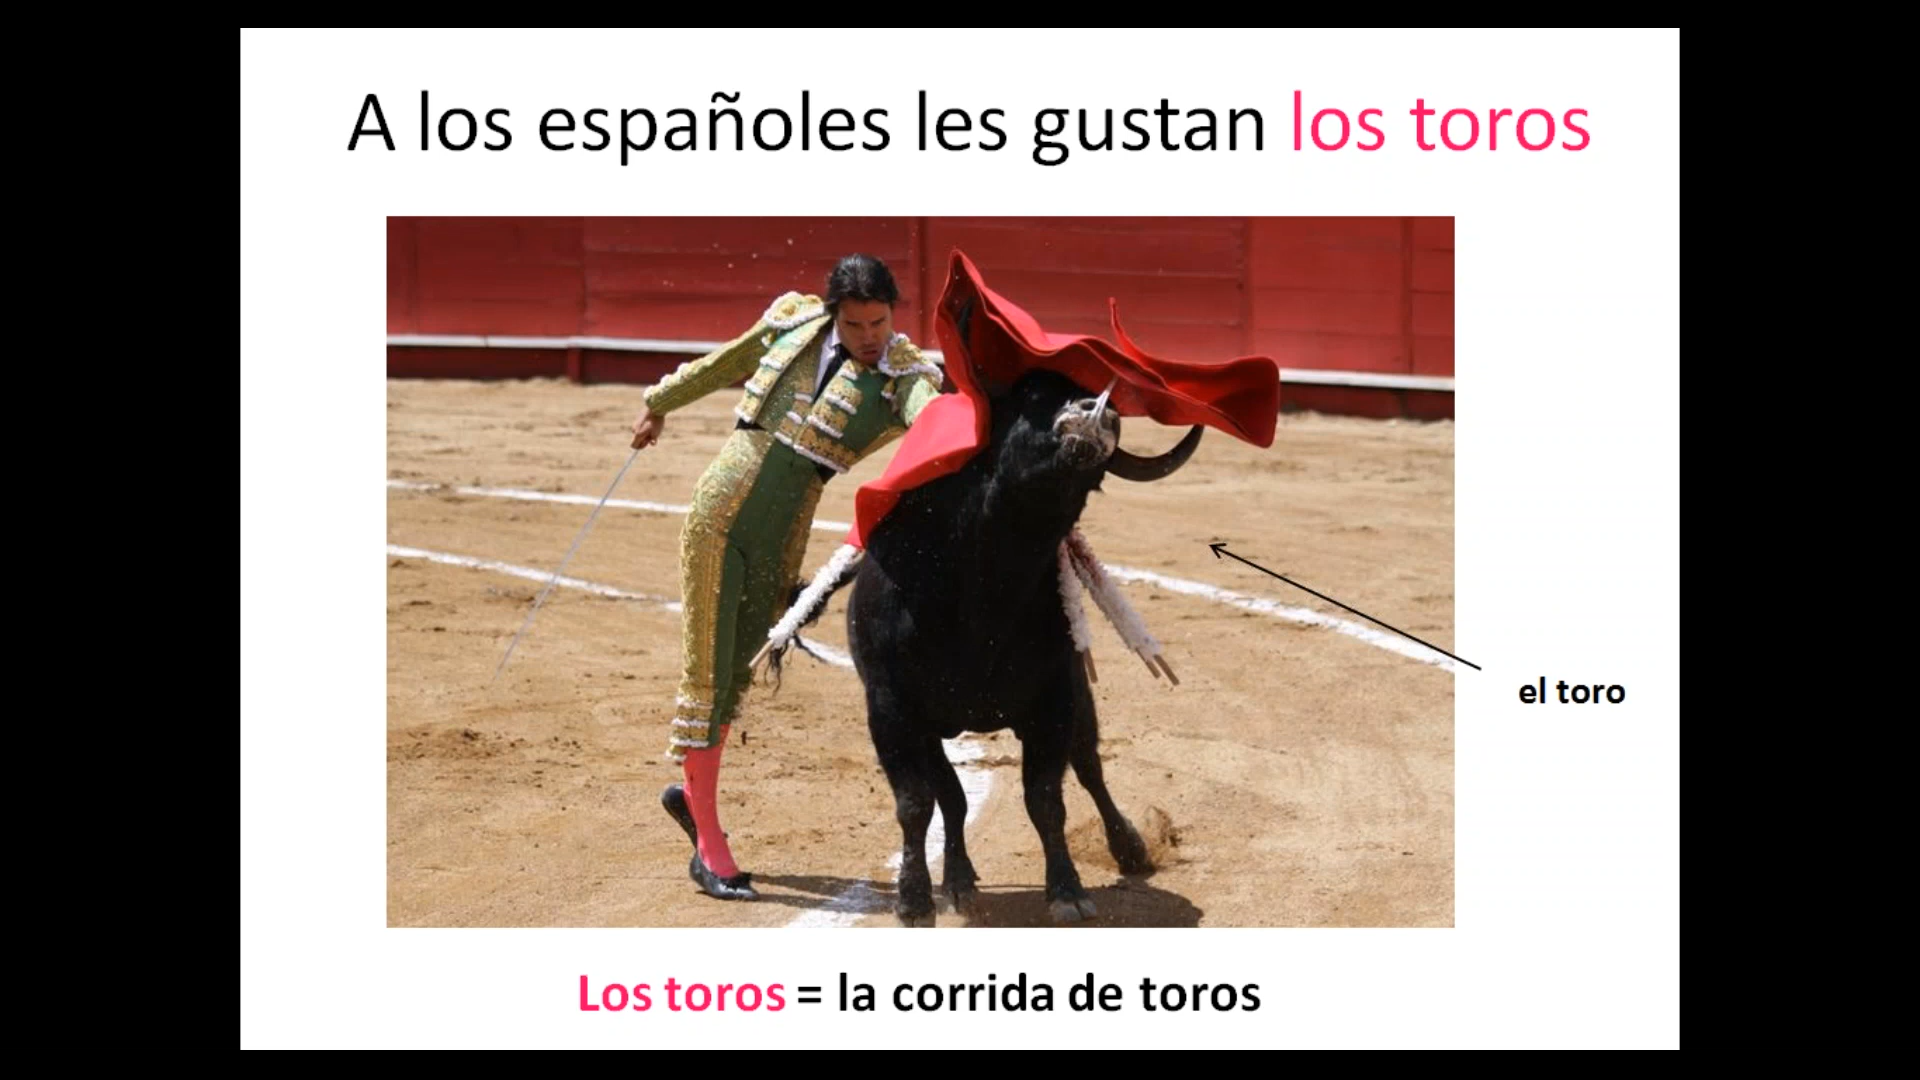 A los españoles les gustan los toros
el toro
Los toros = la corrida de toros